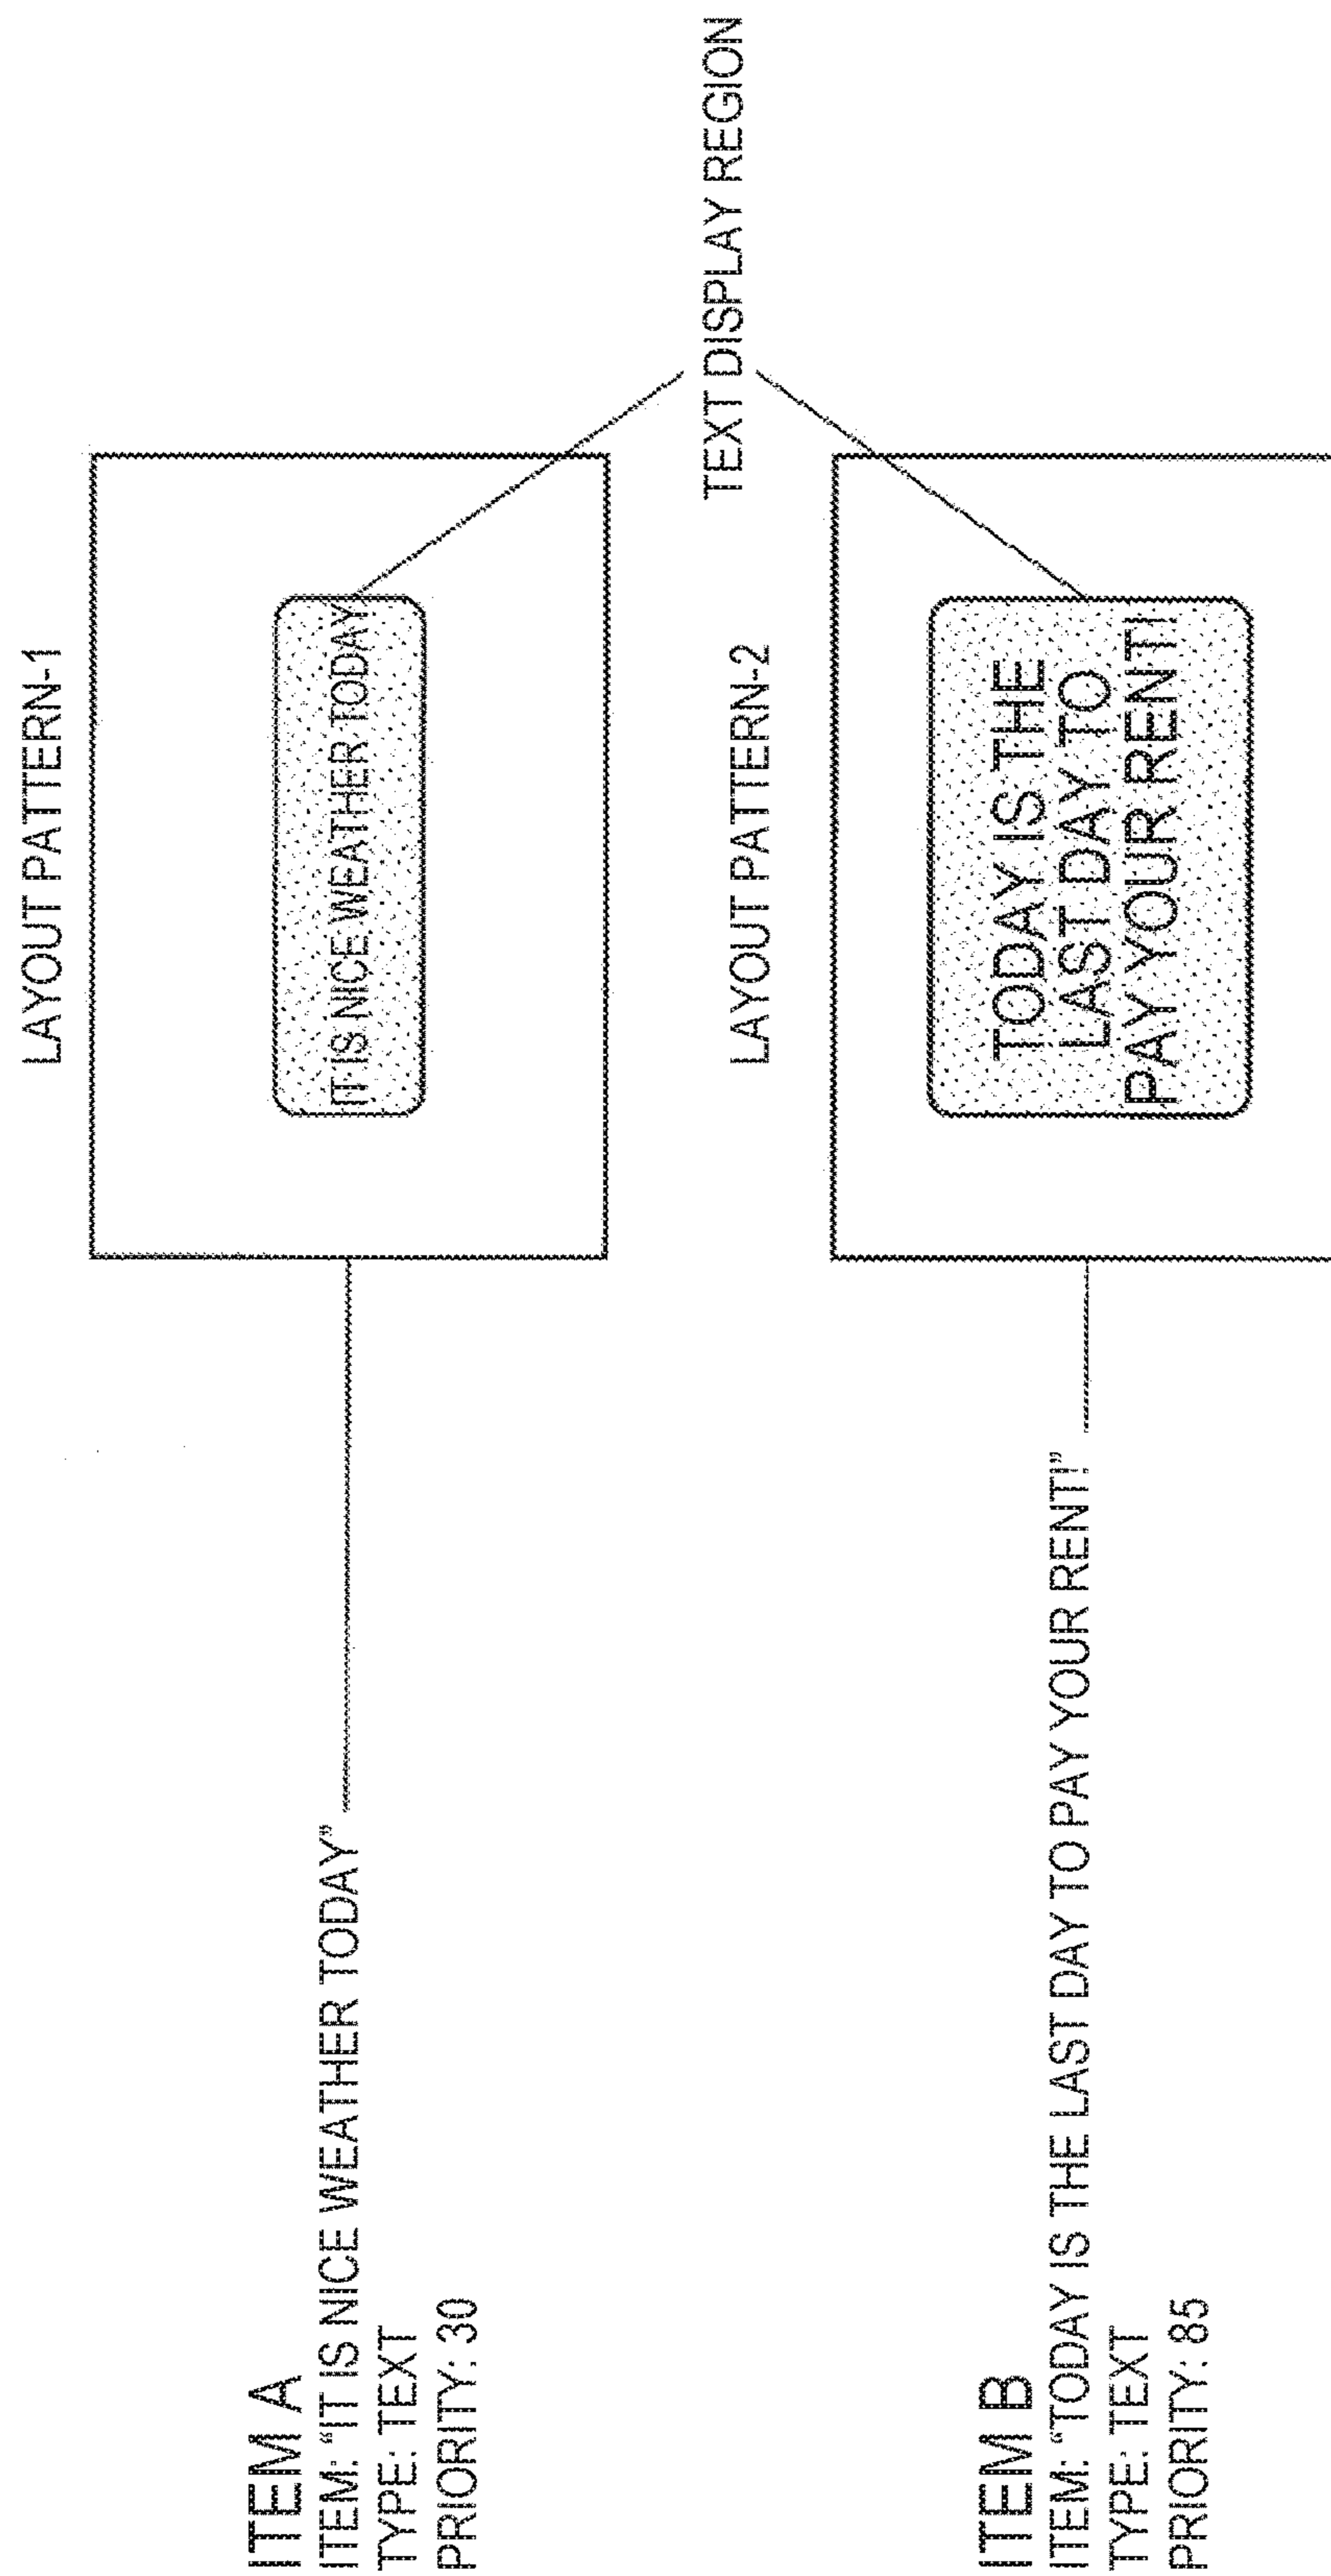 ITEM A
ITEM: “IT IS NICE WEATHER TODAY”
TYPE: TEXT
PRIORITY: 30
LAYOUT PATTERN-1
IT IS NICE WEATHER TODAY
TEXT DISPLAY REGION
ITEM B
ITEM: “TODAY IS THE LAST DAY TO PAY YOUR RENT!”
TYPE: TEXT
PRIORITY: 85
LAYOUT PATTERN-2
TODAY IS THE
LAST DAY TO
PAY YOUR RENT!